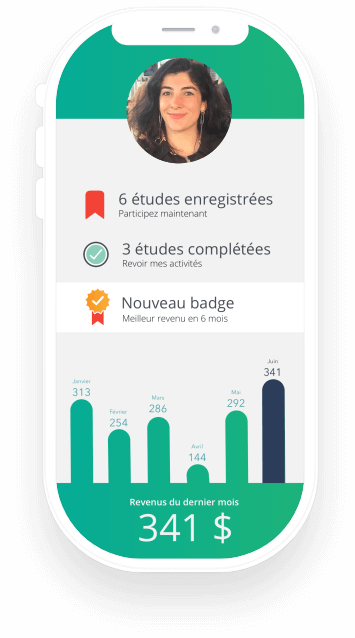 6 études enregistrées
Participez maintenant
3 études complétées
Revoir mes activités
Nouveau badge
Meilleur revenu en 6 mois
Janvier
313
Février
254
Mars
286
Avril
144
Mai
292
Juin
341
Revenus du dernier mois
341 $